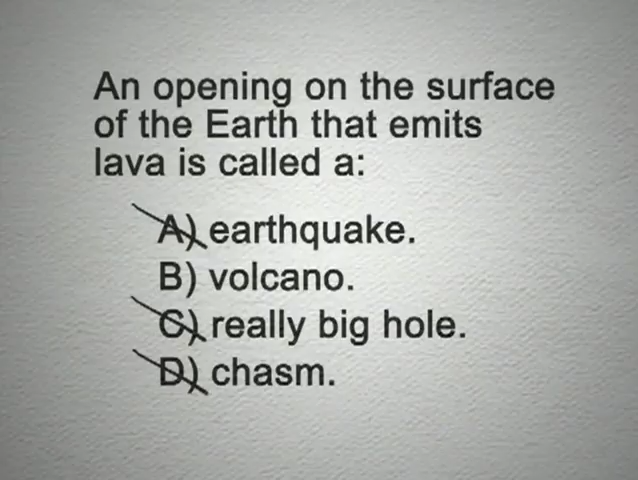 An opening on the surface
of the Earth that emits
lava is called a:
A) earthquake.
B) volcano.
C) really big hole.
D) chasm.